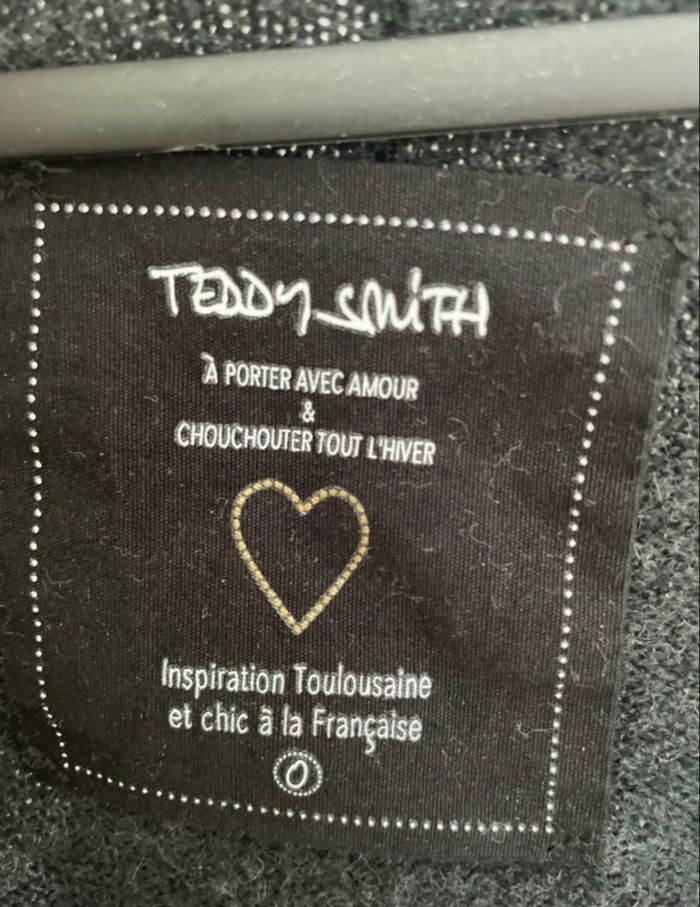 TEDDY SMITH
À PORTER AVEC AMOUR
&
CHOUCHOUTER TOUT L'HIVER
Inspiration Toulousaine
et chic à la Française
0